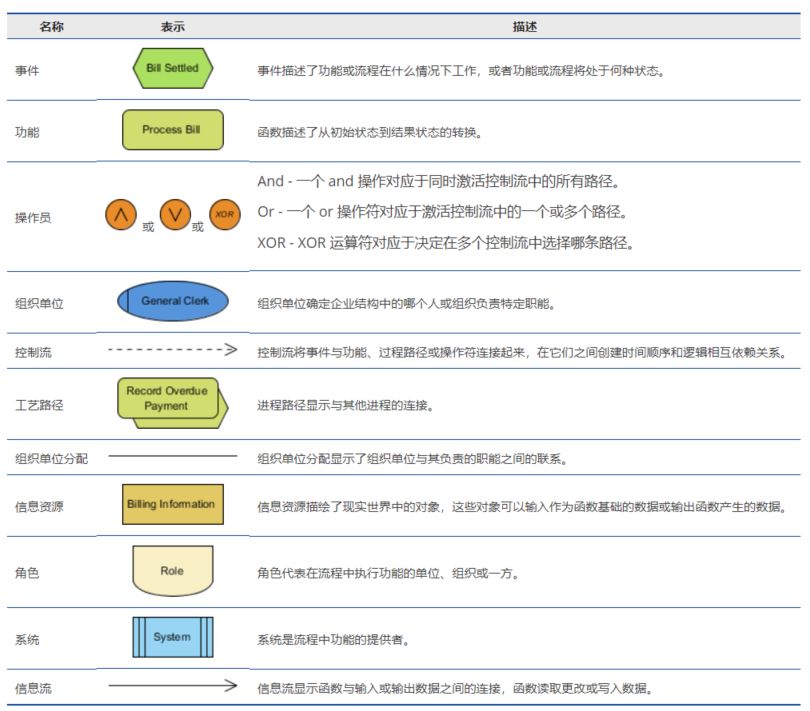 名称 表示 描述
事件 Bill Settled 事件描述了功能或流程在什么情况下工作，或者功能或流程将处于何种状态。
功能 Process Bill 函数描述了从初始状态到结果状态的转换。
And - 一个 and 操作对应于同时激活控制流中的所有路径。
操作员 或 或 XOR Or - 一个 or 操作符对应于激活控制流中的一个或多个路径。
XOR - XOR 运算符对应于决定在多个控制流中选择哪条路径。
组织单位 General Clerk 组织单位确定企业结构中的哪个人或组织负责特定职能。
控制流 控制流将事件与功能、过程路径或操作符连接起来，在它们之间创建时间顺序和逻辑相互依赖关系。
工艺路径 Record Overdue
Payment 进程路径显示与其他进程的连接。
组织单位分配 组织单位分配显示了组织单位与其负责的职能之间的联系。
信息资源 Billing Information 信息资源描绘了现实世界中的对象，这些对象可以输入作为函数基础的数据或输出函数产生的数据。
角色 Role 角色代表在流程中执行功能的单位、组织或一方。
系统 System 系统是流程中功能的提供者。
信息流 信息流显示函数与输入或输出数据之间的连接，函数读取更改或写入数据。